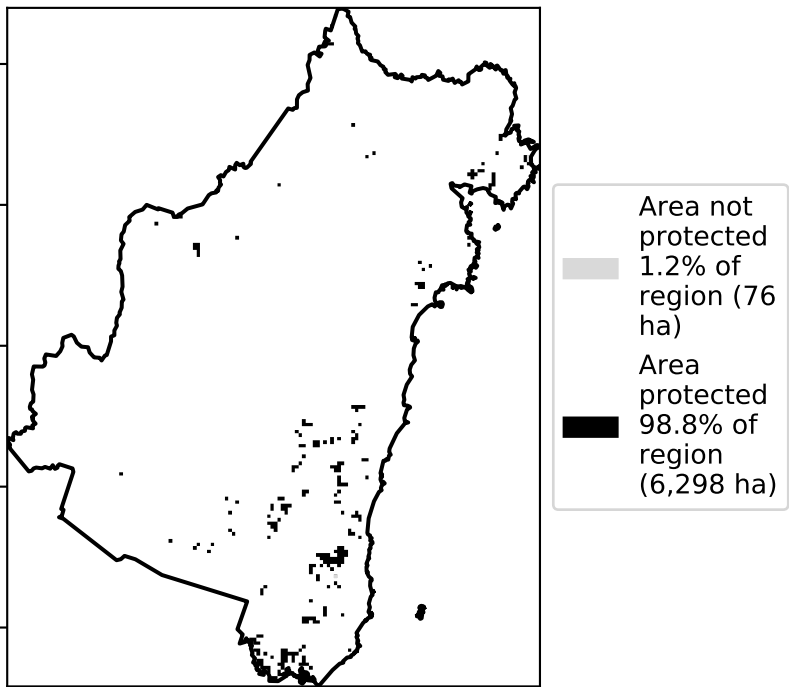 Area not
protected
1.2% of
region (76
ha)
Area
protected
98.8% of
region
(6,298 ha)